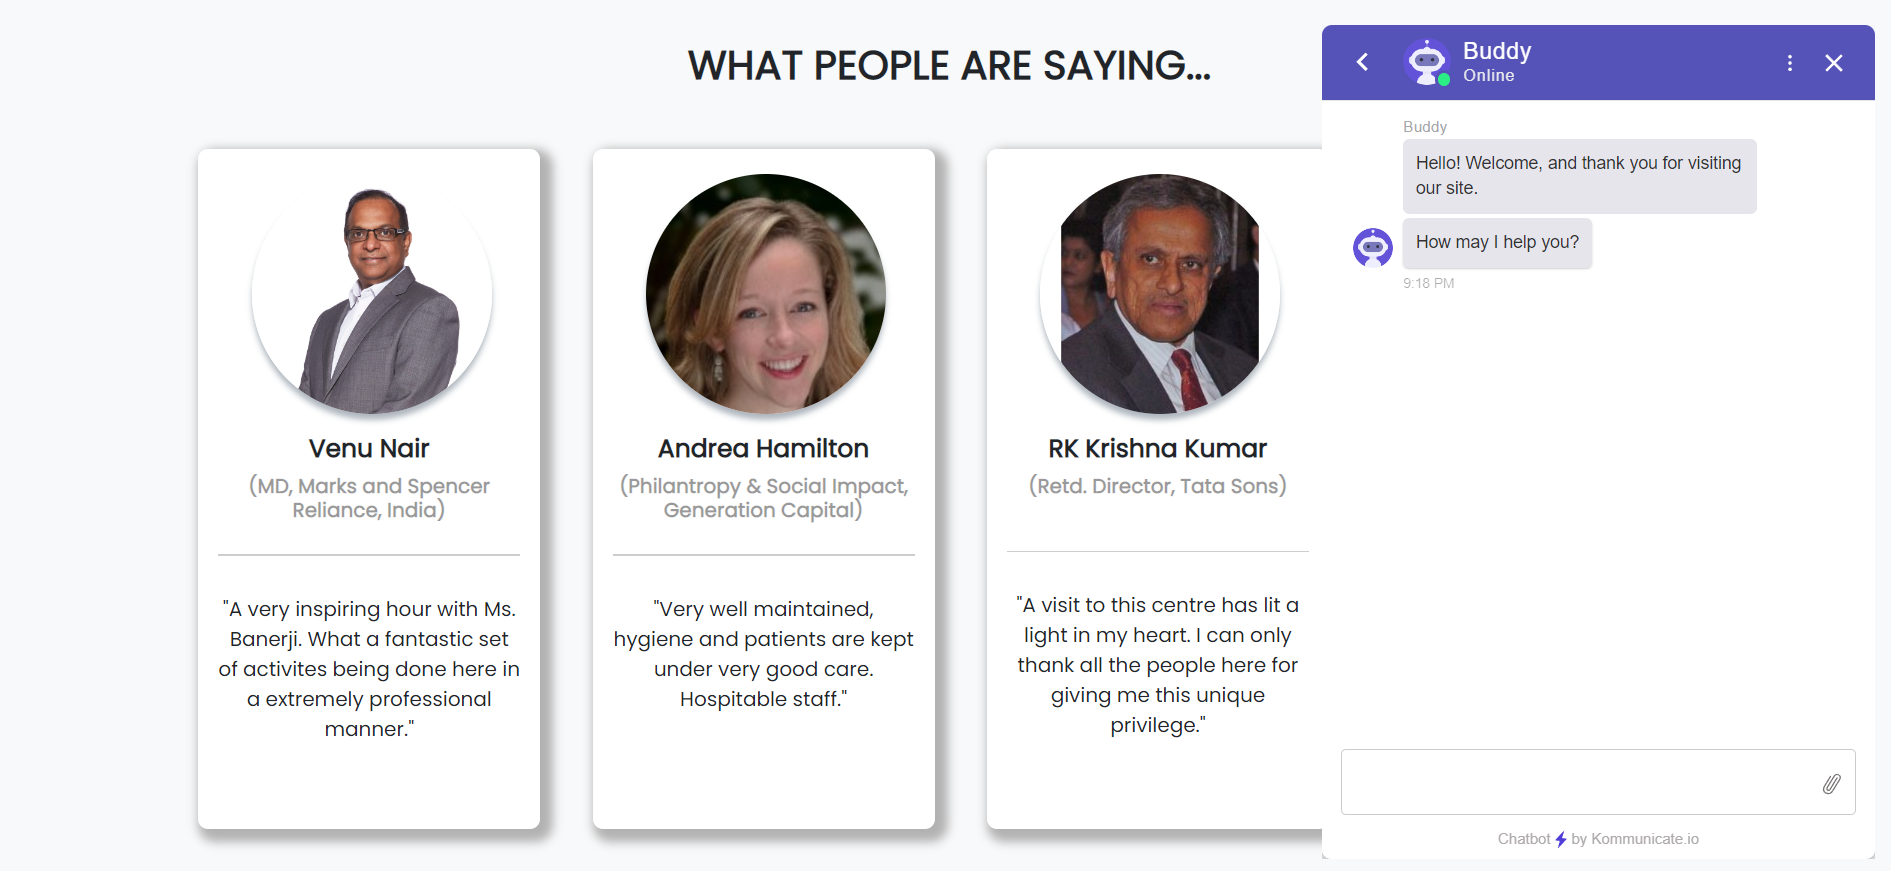 WHAT PEOPLE ARE SAYING...
Venu Nair
(MD, Marks and Spencer
Reliance, India)
"A very inspiring hour with Ms.
Banerji. What a fantastic set
of activites being done here in
a extremely professional
manner."
Andrea Hamilton
(Philantropy & Social Impact,
Generation Capital)
"Very well maintained,
hygiene and patients are kept
under very good care.
Hospitable staff."
RK Krishna Kumar
(Retd. Director, Tata Sons)
"A visit to this centre has lit a
light in my heart. I can only
thank all the people here for
giving me this unique
privilege."
Buddy
Online
Buddy
Hello! Welcome, and thank you for visiting
our site.
How may I help you?
9:18 PM
Chatbot by Kommunicate.io